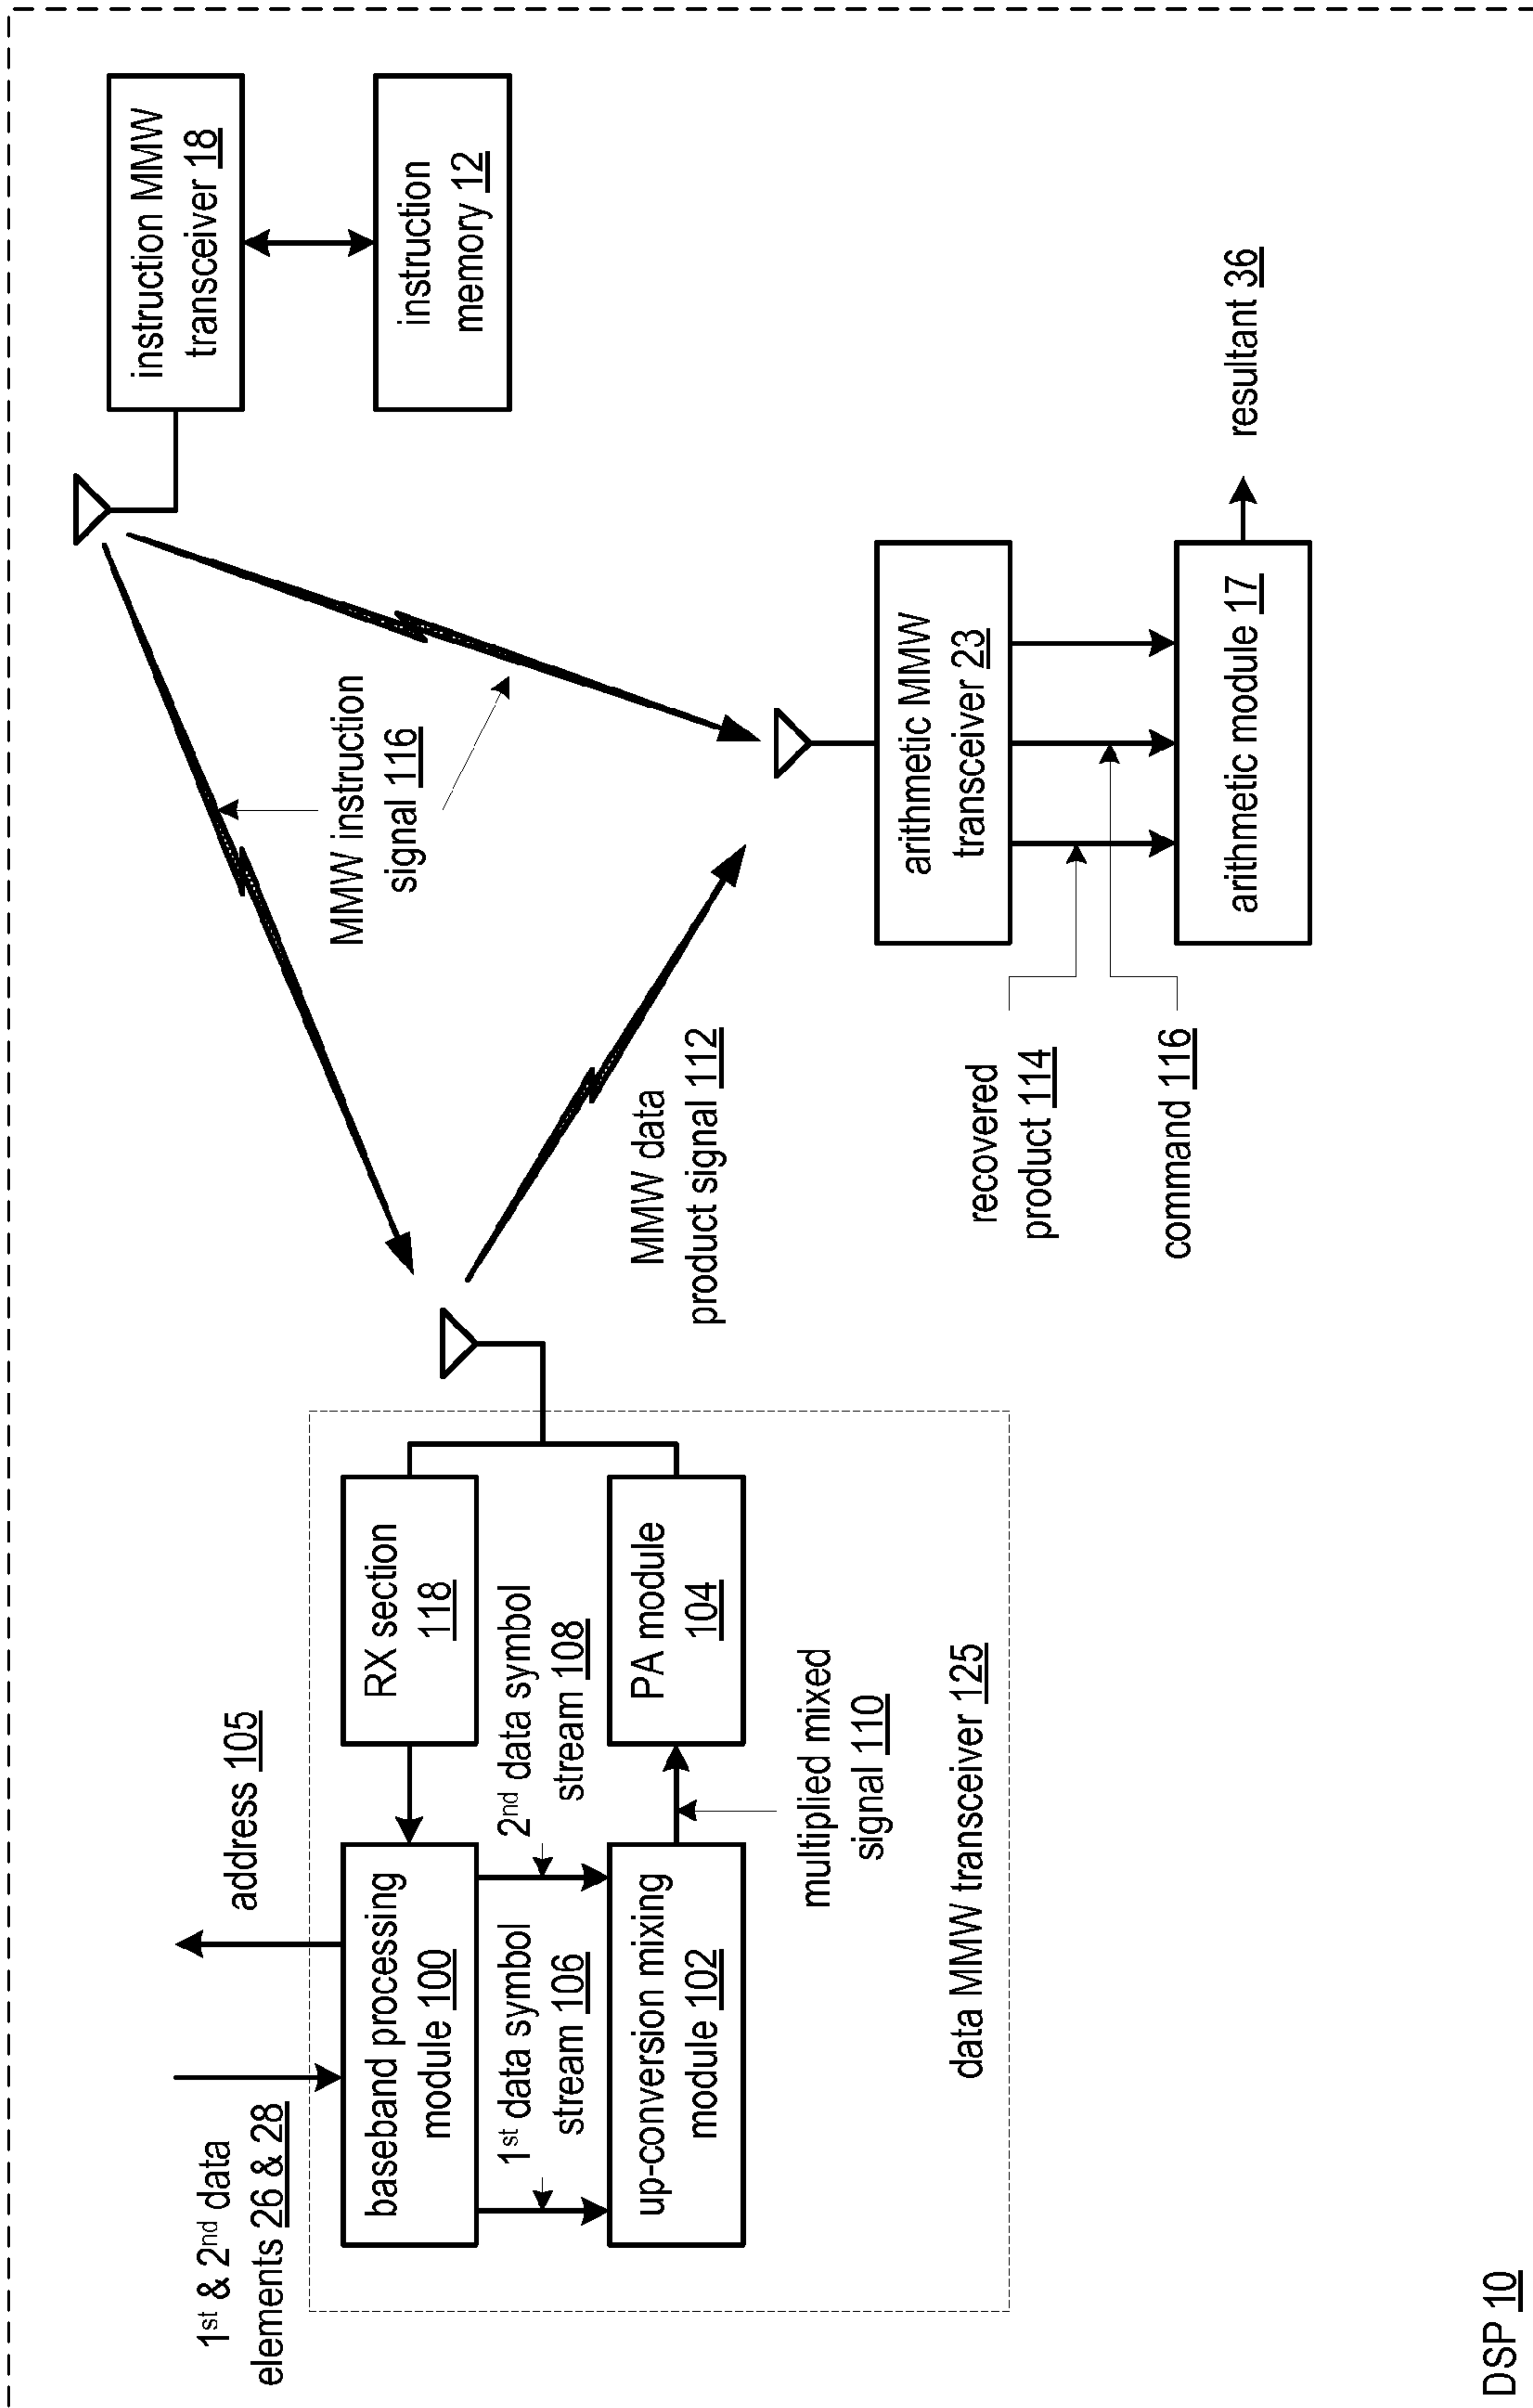 1st & 2nd data
elements 26 & 28
address 105
baseband processing
module 100
RX section
118
1st data symbol
stream 106
2nd data symbol
stream 108
up-conversion mixing
module 102
PA module
104
multiplied mixed
signal 110
data MMW transceiver 125
MMW instruction
signal 116
MMW data
product signal 112
instruction MMW
transceiver 18
instruction
memory 12
arithmetic MMW
transceiver 23
recovered
product 114
command 116
arithmetic module 17
resultant 36
DSP 10